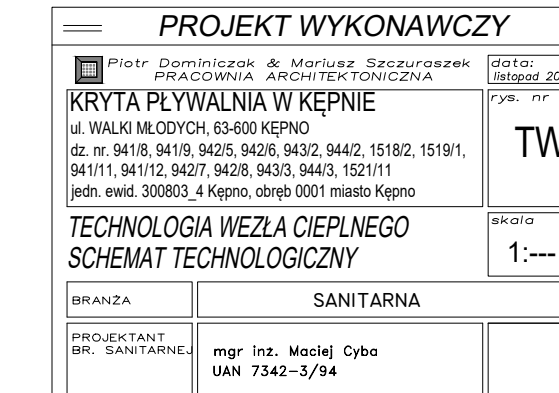 PROJEKT WYKONAWCZY
Piotr Dominiczak & Mariusz Szczuraszek
PRACOWNIA ARCHITEKTONICZNA
data:
listopad 20
KRYTA PŁYWALNIA W KĘPNIE
ul. WALKI MŁODYCH, 63-600 KĘPNO
dz. nr. 941/8, 941/9, 942/5, 942/6, 943/2, 944/2, 1518/2, 1519/1,
941/11, 941/12, 942/7, 942/8, 943/3, 944/3, 1521/11
jedn. ewid. 300803_4 Kępno, obręb 0001 miasto Kępno
rys. nr
TW
TECHNOLOGIA WEZŁA CIEPLNEGO
SCHEMAT TECHNOLOGICZNY
skala
1:---
BRANŻA
SANITARNA
PROJEKTANT
BR. SANITARNEJ
mgr inż. Maciej Cyba
UAN 7342-3/94